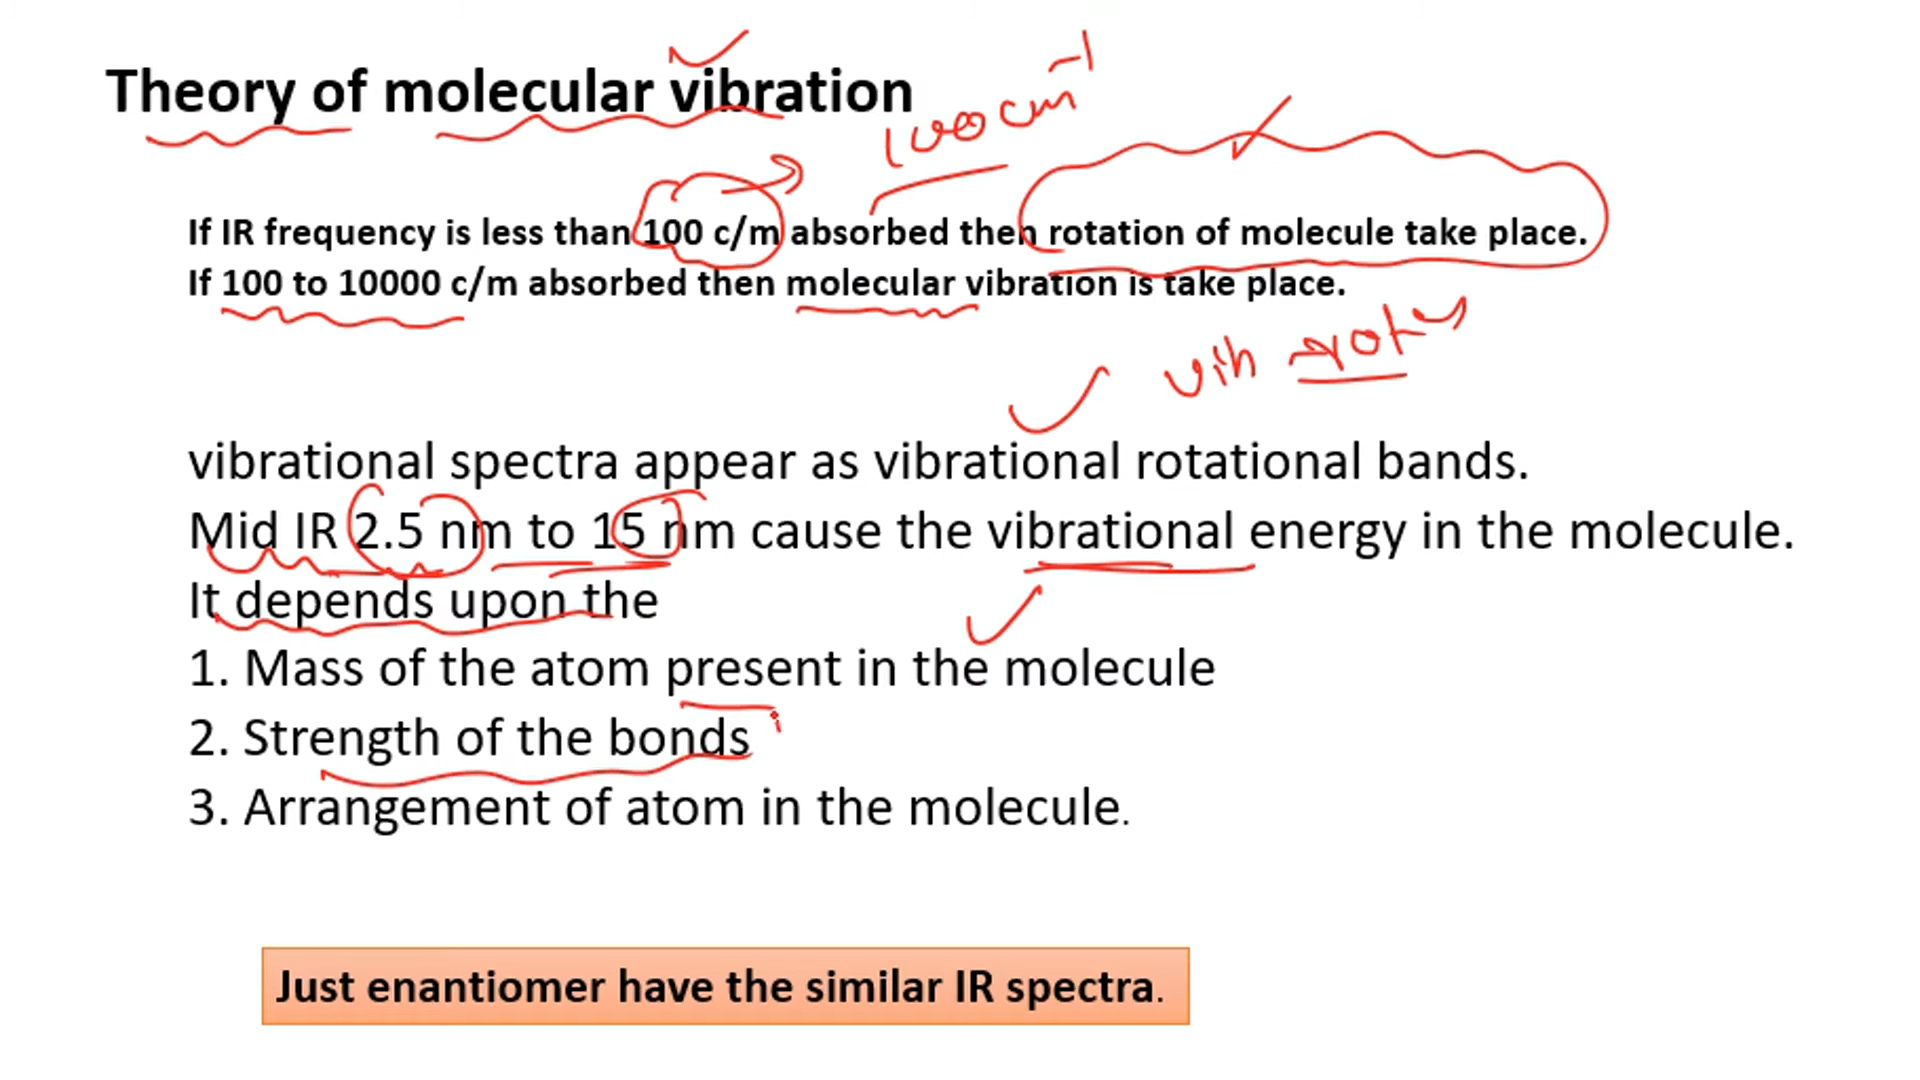 Theory of molecular vibration
100 cm-1
If IR frequency is less than 100 c/m absorbed then rotation of molecule take place.
If 100 to 10000 c/m absorbed then molecular vibration is take place.
vib
vibrational spectra appear as vibrational rotational bands.
Mid IR 2.5 nm to 15 nm cause the vibrational energy in the molecule.
It depends upon the
1. Mass of the atom present in the molecule
2. Strength of the bonds
3. Arrangement of atom in the molecule.
Just enantiomer have the similar IR spectra.